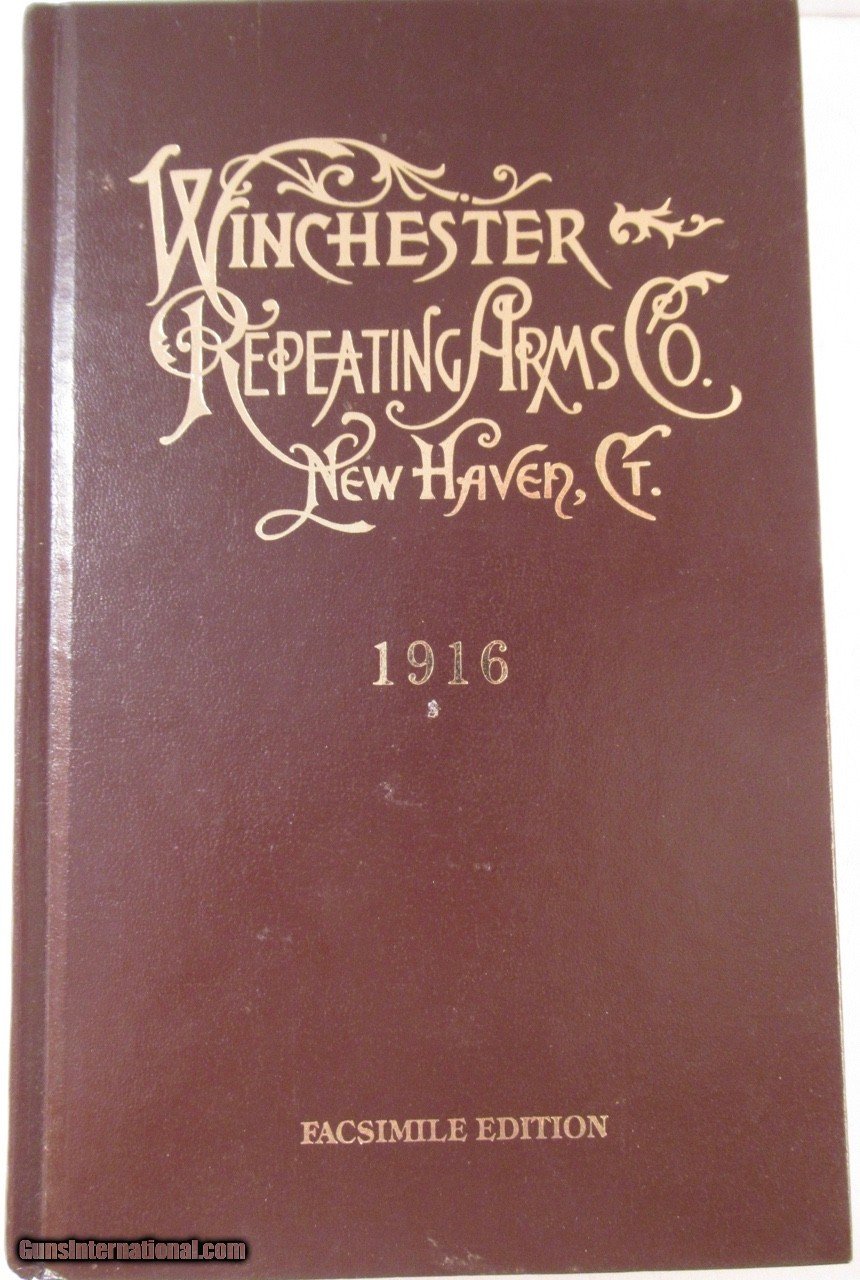 WINCHESTER
REPEATING ARMS CO.
NEW HAVEN, CT.
1916
FACSIMILE EDITION
GunsInternational.com